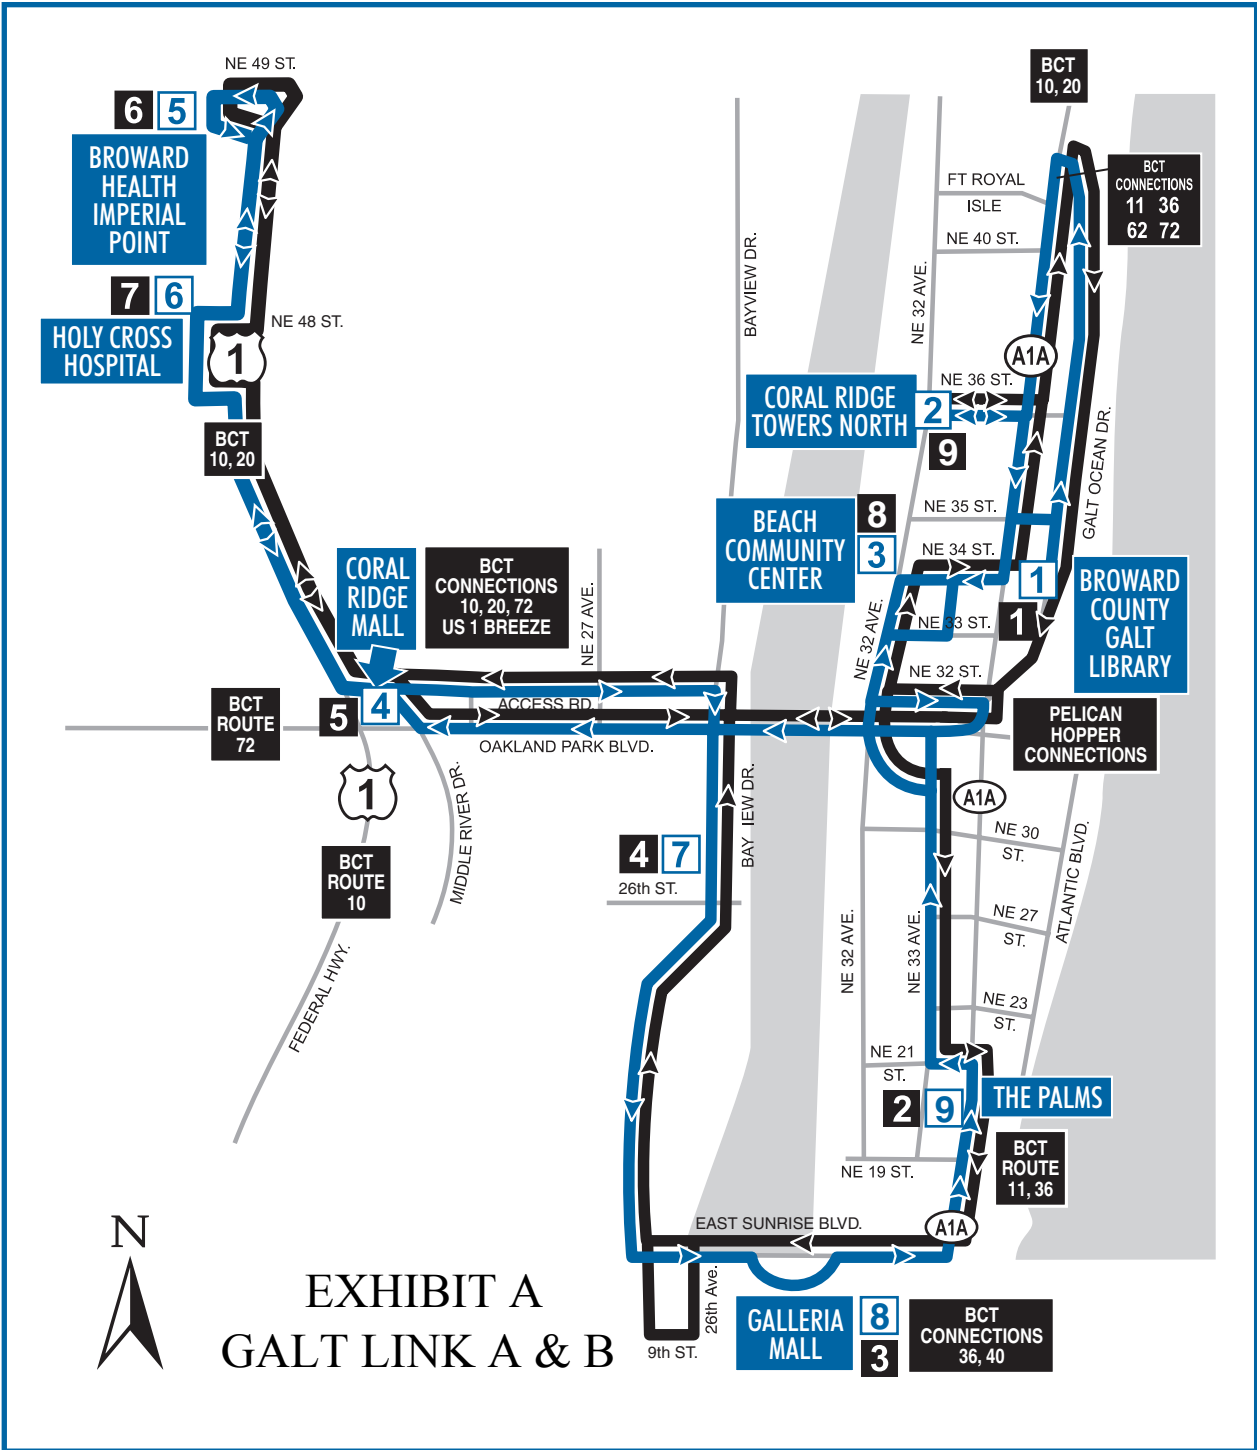 NE 49 ST.
6 5
BROWARD
HEALTH
IMPERIAL
POINT
7 6
HOLY CROSS
HOSPITAL
NE 48 ST.
1
BCT
10, 20
BCT
10, 20
BCT
CONNECTIONS
11 36
62 72
FT ROYAL
ISLE
NE 40 ST.
NE 32 AVE.
BAYVIEW DR.
A1A
NE 36 ST.
CORAL RIDGE
TOWERS NORTH
2
9
GALT OCEAN DR.
NE 35 ST.
BEACH
COMMUNITY
CENTER
8
3
NE 34 ST.
1
1
BROWARD
COUNTY
GALT
LIBRARY
NE 33 ST.
NE 32 AVE.
NE 32 ST.
CORAL
RIDGE
MALL
BCT
CONNECTIONS
10, 20, 72
US 1 BREEZE
NE 27 AVE.
BCT
ROUTE
72
5 4
ACCESS RD.
OAKLAND PARK BLVD.
PELICAN
HOPPER
CONNECTIONS
1
MIDDLE RIVER DR.
BAY IEW DR.
A1A
NE 30
ST.
ATLANTIC BLVD.
BCT
ROUTE
10
4 7
26th ST.
NE 27
ST.
NE 32 AVE.
NE 33 AVE.
FEDERAL HWY.
NE 23
ST.
NE 21
ST.
2 9
THE PALMS
BCT
ROUTE
11, 36
NE 19 ST.
EAST SUNRISE BLVD.
A1A
N
26th Ave.
9th ST.
GALLERIA
MALL
8
3
BCT
CONNECTIONS
36, 40
EXHIBIT A
GALT LINK A & B